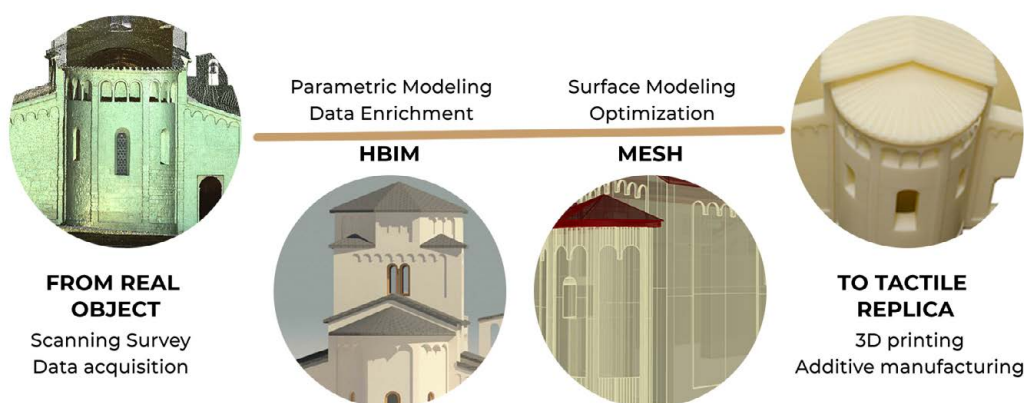 Parametric Modeling
Data Enrichment
HBIM
Surface Modeling
Optimization
MESH
FROM REAL
OBJECT
Scanning Survey
Data acquisition
TO TACTILE
REPLICA
3D printing
Additive manufacturing